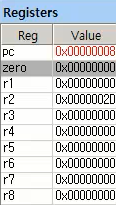 Registers
Reg Value
pc 0x00000008
zero 0x00000000
r1 0x00000000
r2 0x0000002D
r3 0x00000000
r4 0x00000000
r5 0x00000000
r6 0x00000000
r7 0x00000000
r8 0x00000000